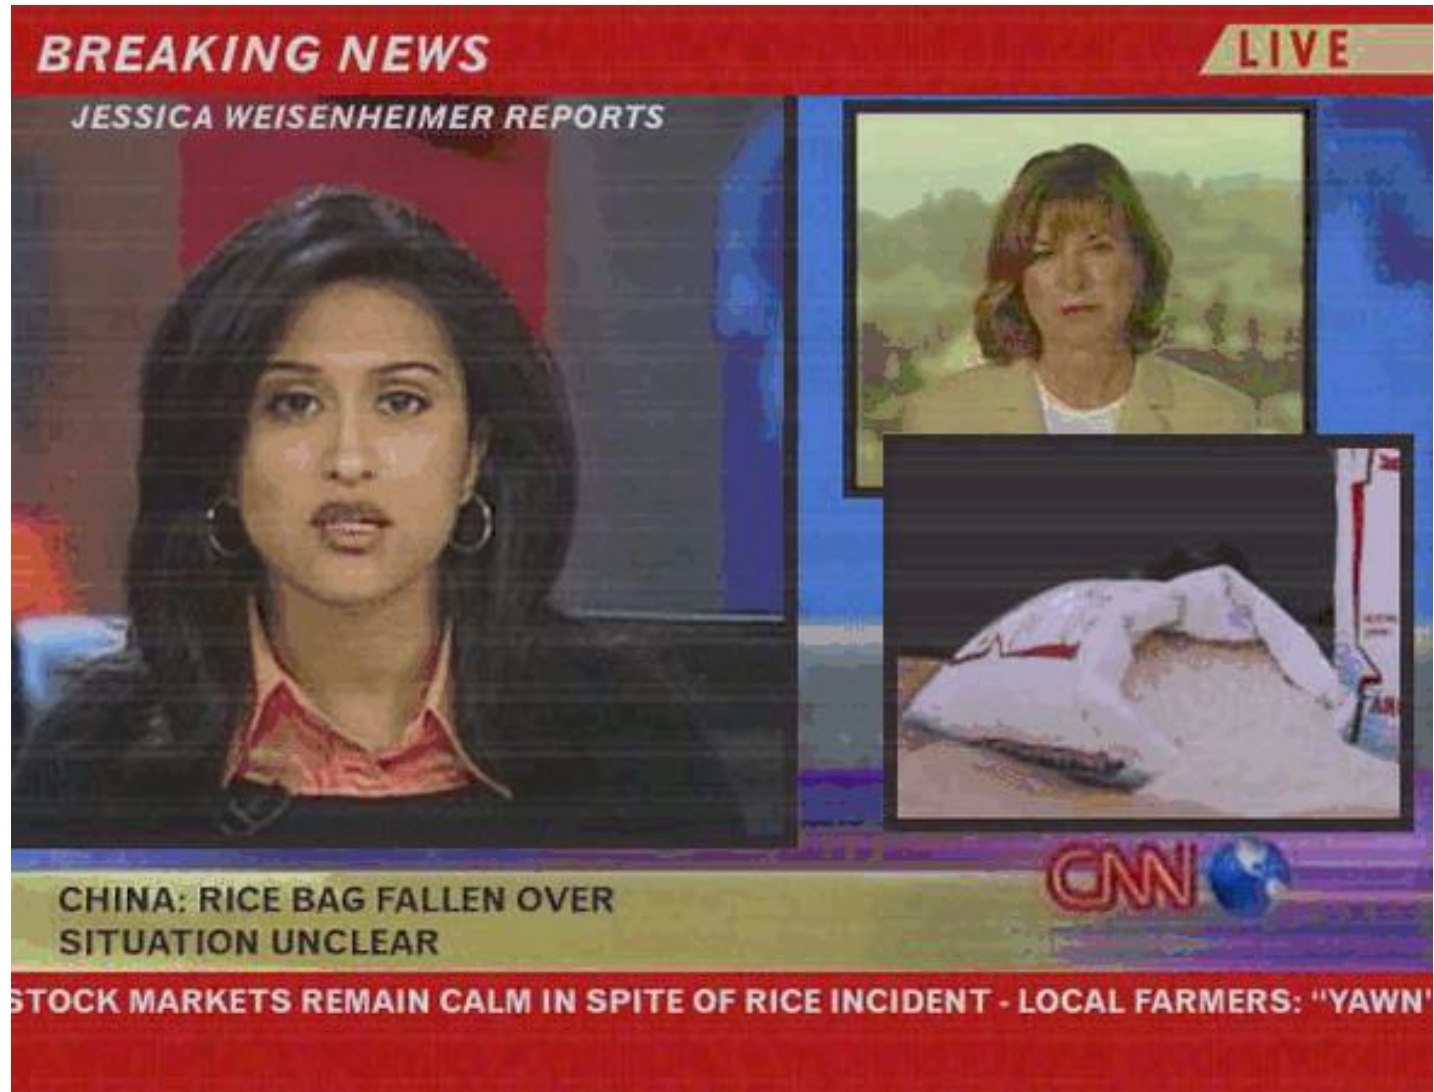 BREAKING NEWS
LIVE
JESSICA WEISENHEIMER REPORTS
CNN
CHINA: RICE BAG FALLEN OVER
SITUATION UNCLEAR
STOCK MARKETS REMAIN CALM IN SPITE OF RICE INCIDENT - LOCAL FARMERS: “YAWN"